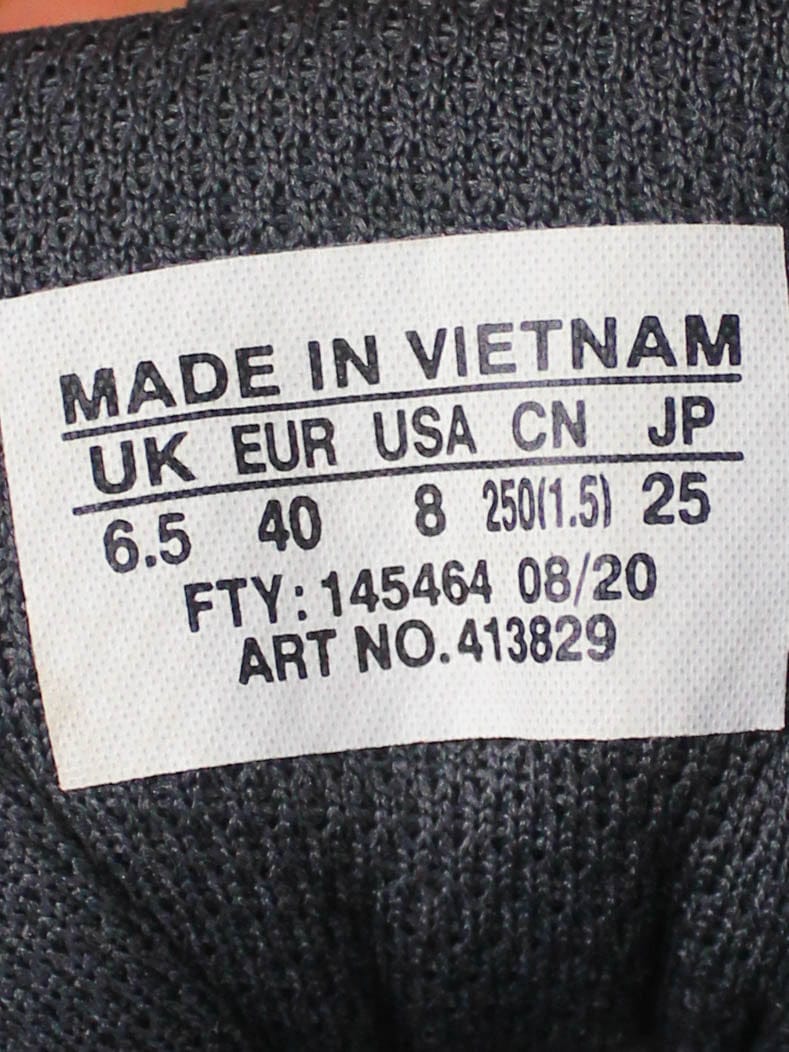 MADE IN VIETNAM
UK EUR USA CN JP
6.5 40 8 250(1.5) 25
FTY: 145464 08/20
ART NO. 413829